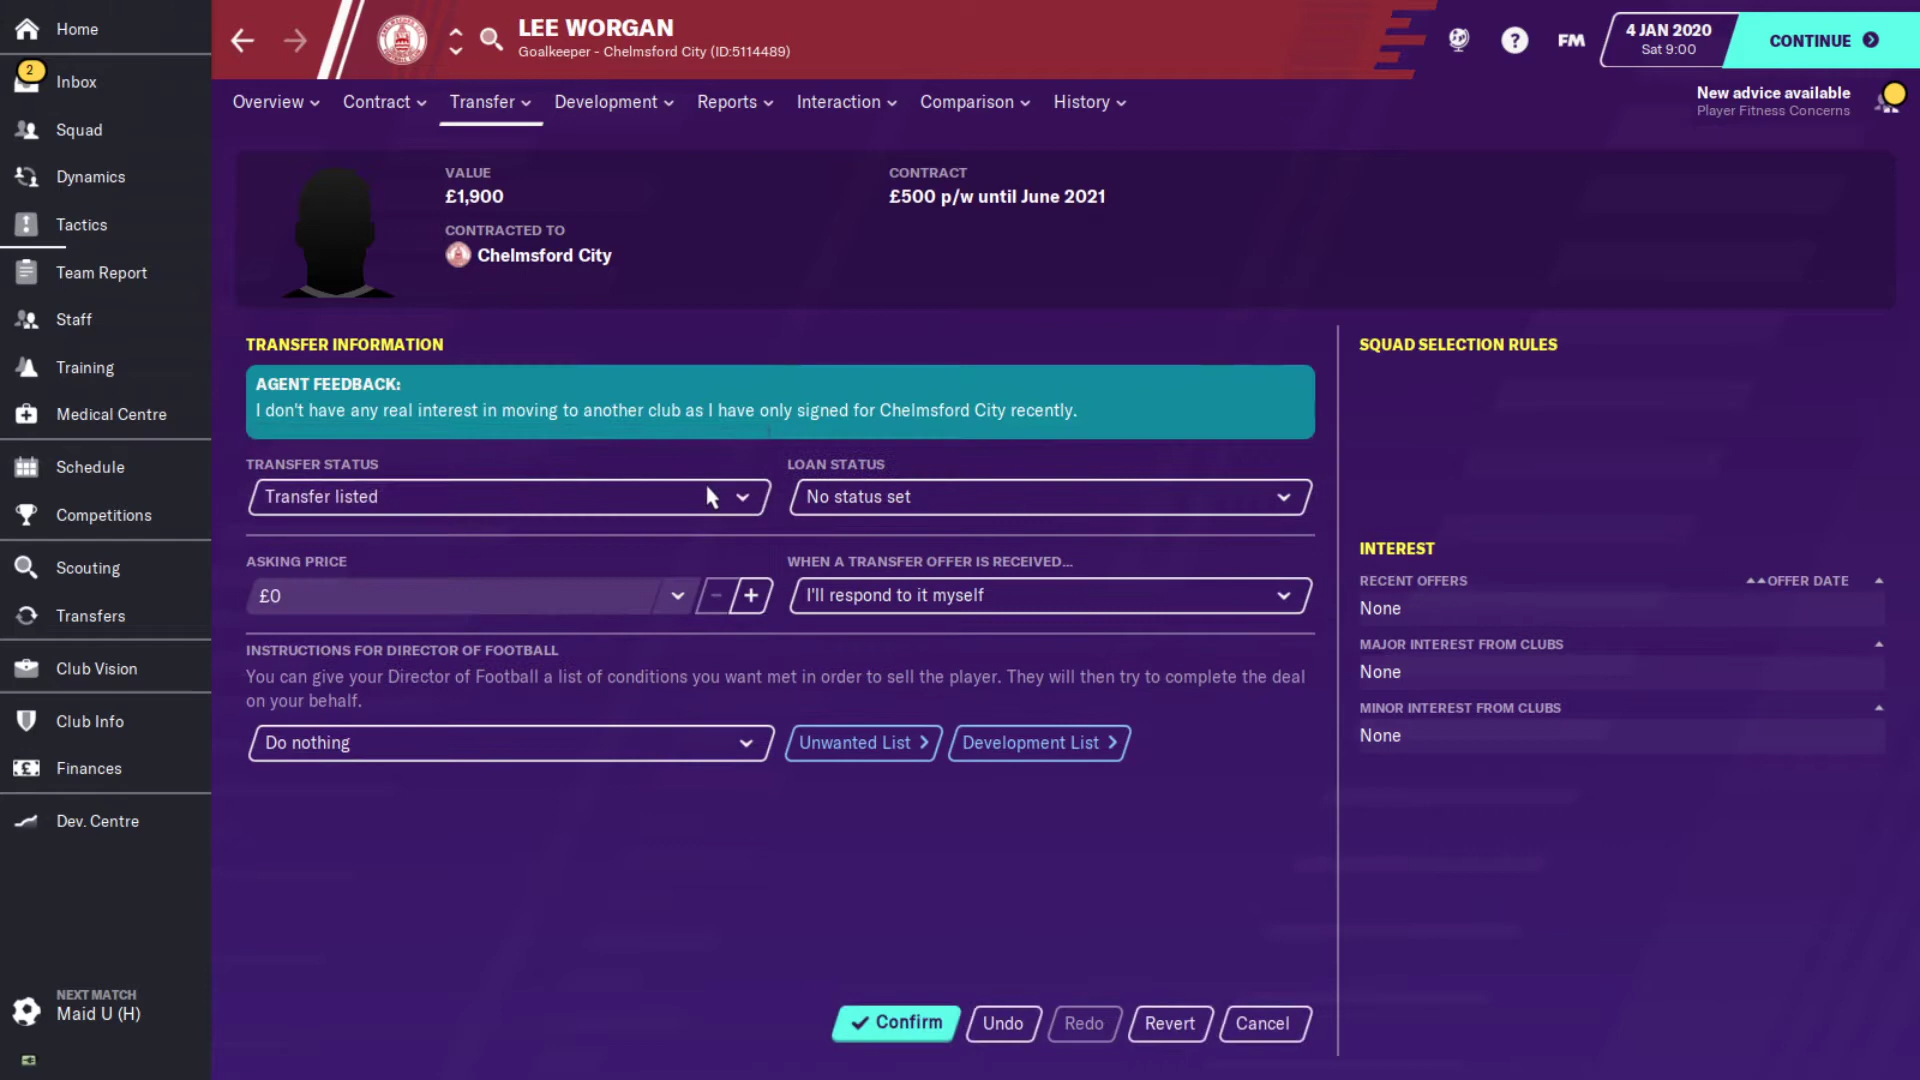 Home
2
Inbox
Squad
Dynamics
Tactics
Team Report
Staff
Training
Medical Centre
Schedule
Competitions
Scouting
Transfers
Club Vision
Club Info
Finances
Dev. Centre
NEXT MATCH
Maid U (H)
LEE WORGAN
Goalkeeper - Chelmsford City (ID:5114489)
?
FM
4 JAN 2020
Sat 9:00
CONTINUE
Overview
Contract
Transfer
Development
Reports
Interaction
Comparison
History
New advice available
Player Fitness Concerns
VALUE
£1,900
CONTRACTED TO
Chelmsford City
CONTRACT
£500 p/w until June 2021
TRANSFER INFORMATION
AGENT FEEDBACK:
I don't have any real interest in moving to another club as I have only signed for Chelmsford City recently.
TRANSFER STATUS
Transfer listed
LOAN STATUS
No status set
ASKING PRICE
£0
WHEN A TRANSFER OFFER IS RECEIVED...
I'll respond to it myself
INSTRUCTIONS FOR DIRECTOR OF FOOTBALL
You can give your Director of Football a list of conditions you want met in order to sell the player. They will then try to complete the deal
on your behalf.
Do nothing
Unwanted List
Development List
Confirm
Undo
Redo
Revert
Cancel
SQUAD SELECTION RULES
INTEREST
RECENT OFFERS
OFFER DATE
None
MAJOR INTEREST FROM CLUBS
None
MINOR INTEREST FROM CLUBS
None